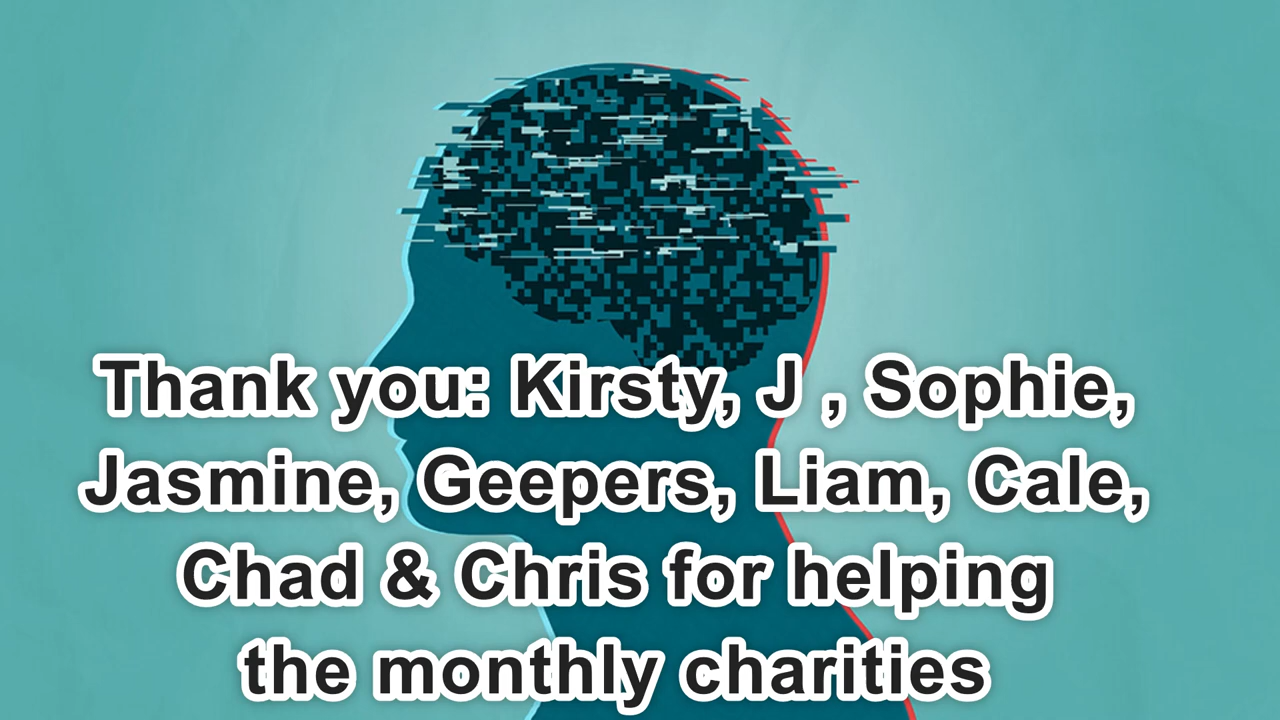 Thank you: Kirsty, J , Sophie,
Jasmine, Geepers, Liam, Cale,
Chad & Chris for helping
the monthly charities